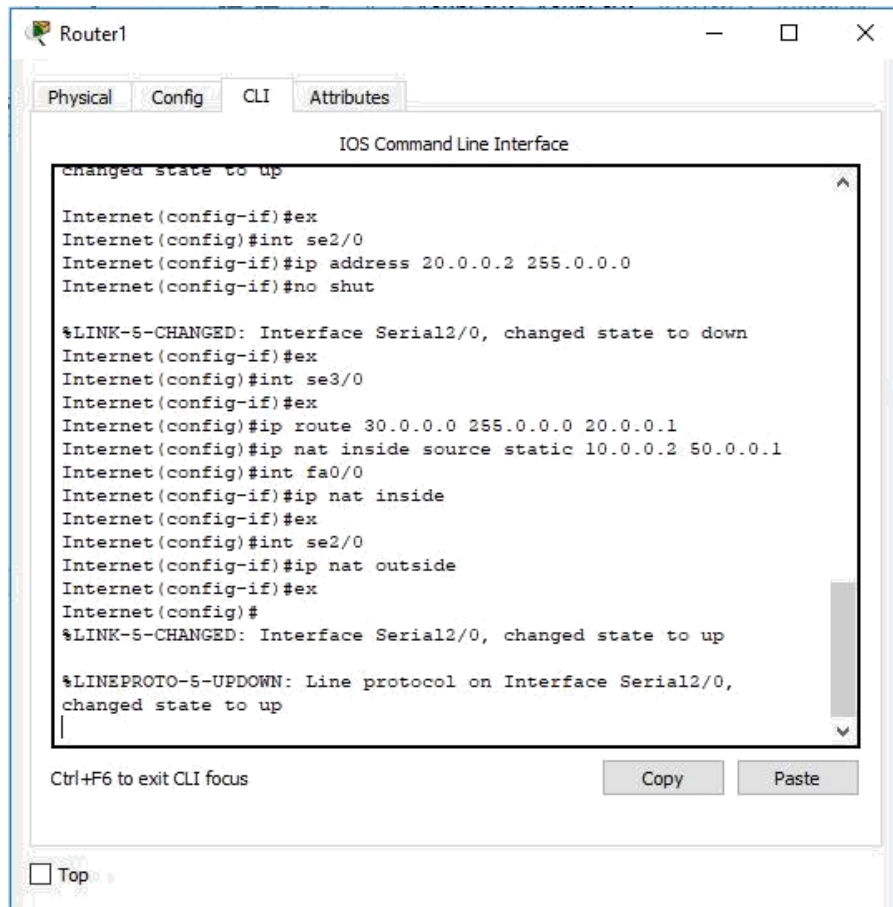 Router1
Physical Config CLI Attributes
IOS Command Line Interface
changed state to up
Internet(config-if)#ex
Internet(config)#int se2/0
Internet(config-if)#ip address 20.0.0.2 255.0.0.0
Internet(config-if)#no shut
%LINK-5-CHANGED: Interface Serial2/0, changed state to down
Internet(config-if)#ex
Internet(config)#int se3/0
Internet(config-if)#ex
Internet(config)#ip route 30.0.0.0 255.0.0.0 20.0.0.1
Internet(config)#ip nat inside source static 10.0.0.2 50.0.0.1
Internet(config)#int fa0/0
Internet(config-if)#ip nat inside
Internet(config-if)#ex
Internet(config)#int se2/0
Internet(config-if)#ip nat outside
Internet(config-if)#ex
Internet(config)#
%LINK-5-CHANGED: Interface Serial2/0, changed state to up
%LINEPROTO-5-UPDOWN: Line protocol on Interface Serial2/0,
changed state to up
Ctrl+F6 to exit CLI focus Copy Paste
Top